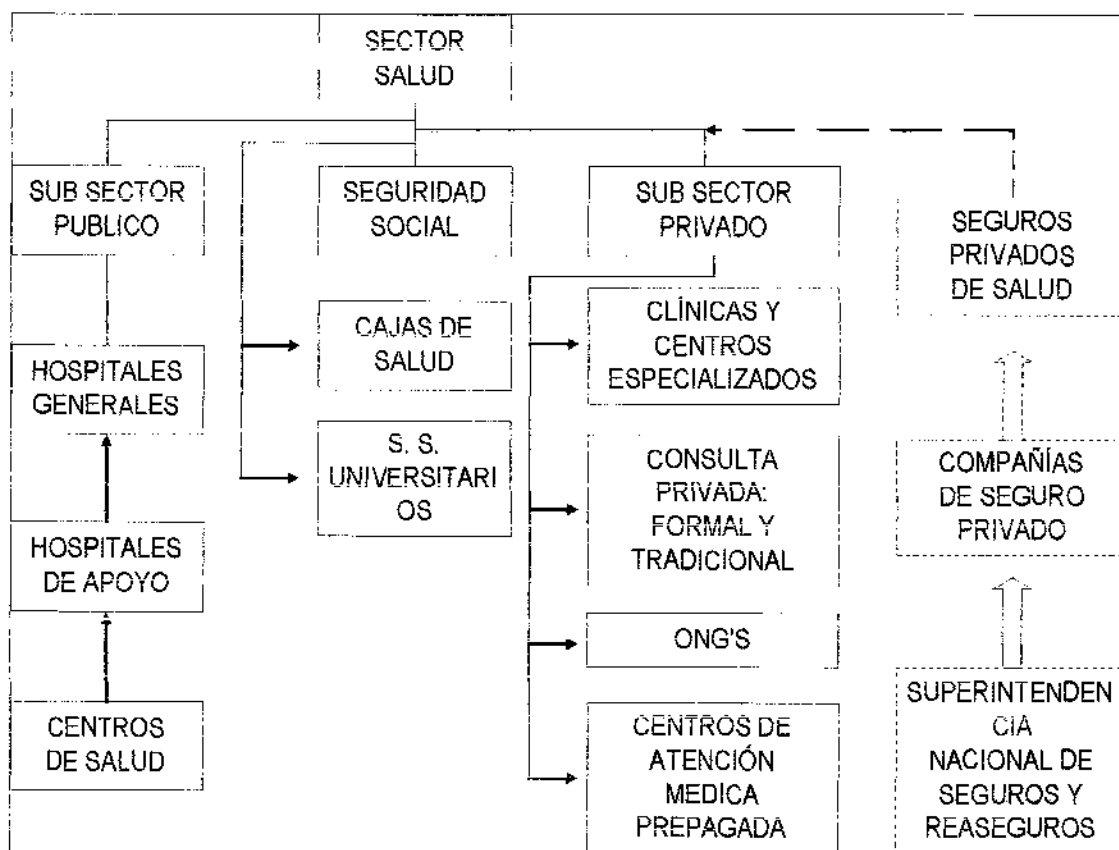 SECTOR
SALUD
SUB SECTOR
PUBLICO
SEGURIDAD
SOCIAL
SUB SECTOR
PRIVADO
SEGUROS
PRIVADOS
DE SALUD
HOSPITALES
GENERALES
CAJAS DE
SALUD
CLÍNICAS Y
CENTROS
ESPECIALIZADOS
S. S.
UNIVERSITARI
OS
CONSULTA
PRIVADA:
FORMAL Y
TRADICIONAL
COMPAÑÍAS
DE SEGURO
PRIVADO
HOSPITALES
DE APOYO
ONG'S
CENTROS
DE SALUD
CENTROS DE
ATENCIÓN
MEDICA
PREPAGADA
SUPERINTENDEN
CIA
NACIONAL DE
SEGUROS Y
REASEGUROS